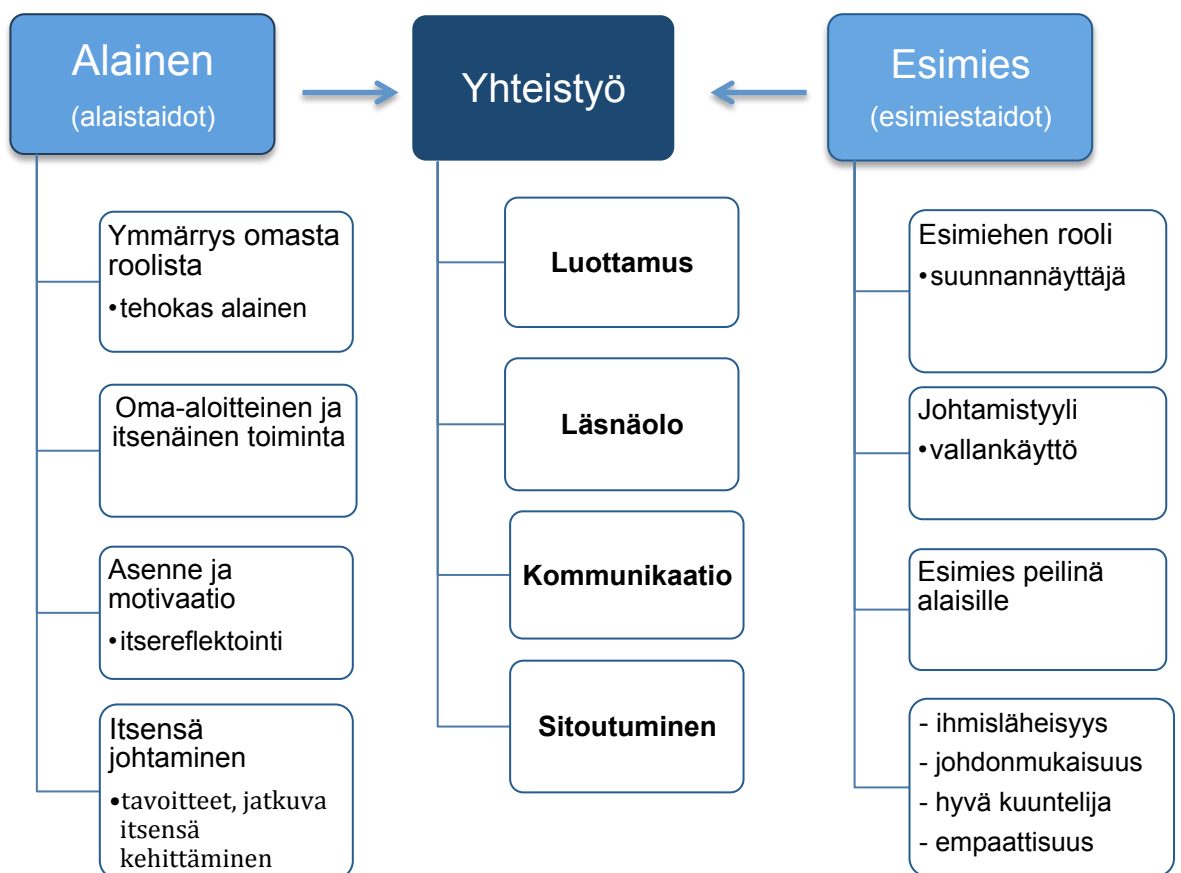 Alainen
(alaistaidot)
Ymmärrys omasta
roolista
•tehokas alainen
Oma-aloitteinen ja
itsenäinen toiminta
Asenne ja
motivaatio
•itsereflektointi
Itsensä
johtaminen
•tavoitteet, jatkuva
itsensä
kehittäminen
Yhteistyö
Luottamus
Läsnäolo
Kommunikaatio
Sitoutuminen
Esimies
(esimiestaidot)
Esimiehen rooli
•suunnannäyttäjä
Johtamistyyli
•vallankäyttö
Esimies peilinä
alaisille
- ihmisläheisyys
- johdonmukaisuus
- hyvä kuuntelija
- empaattisuus